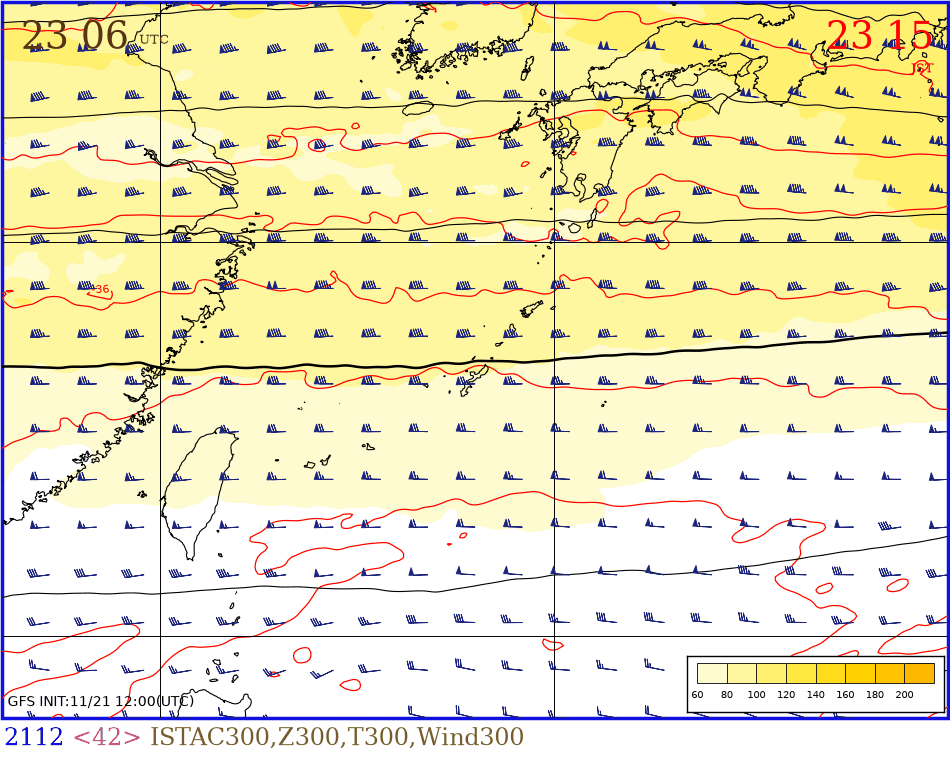 23 06 UTC
23 15
JST
-36
GFS INIT:11/21 12:00(UTC)
60 80 100 120 140 160 180 200
2112 <42> ISTAC300,Z300,T300,Wind300